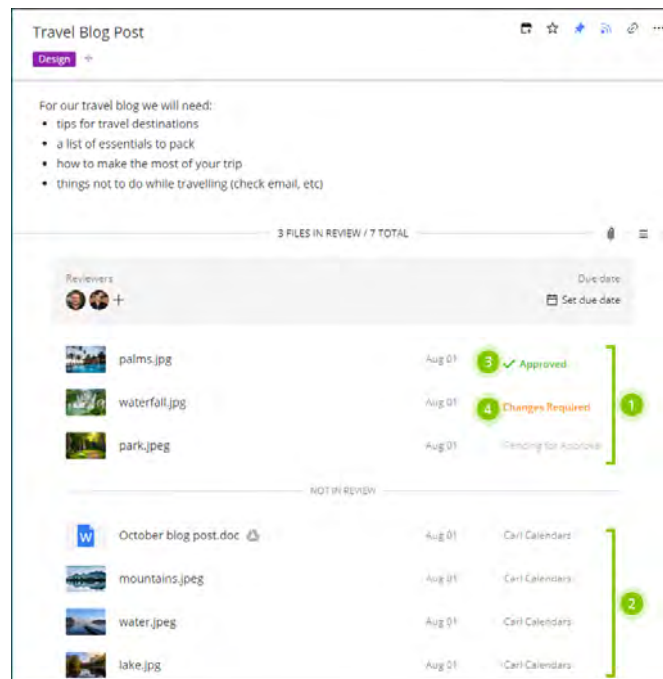 Travel Blog Post
Design +
For our travel blog we will need:
• tips for travel destinations
• a list of essentials to pack
• how to make the most of your trip
• things not to do while travelling (check email, etc)
3 FILES IN REVIEW / 7 TOTAL
Reviewers
Due date
+
Set due date
palms.jpg Aug 01 3 Approved
1
waterfall.jpg Aug 01 4 Changes Required
park.jpeg Aug 01 Pending for Approval
NOT IN REVIEW
W October blog post.doc Aug 01 Carl Calendars
mountains.jpeg Aug 01 Carl Calendars
2
water.jpeg Aug 01 Carl Calendars
lake.jpg Aug 01 Carl Calendars